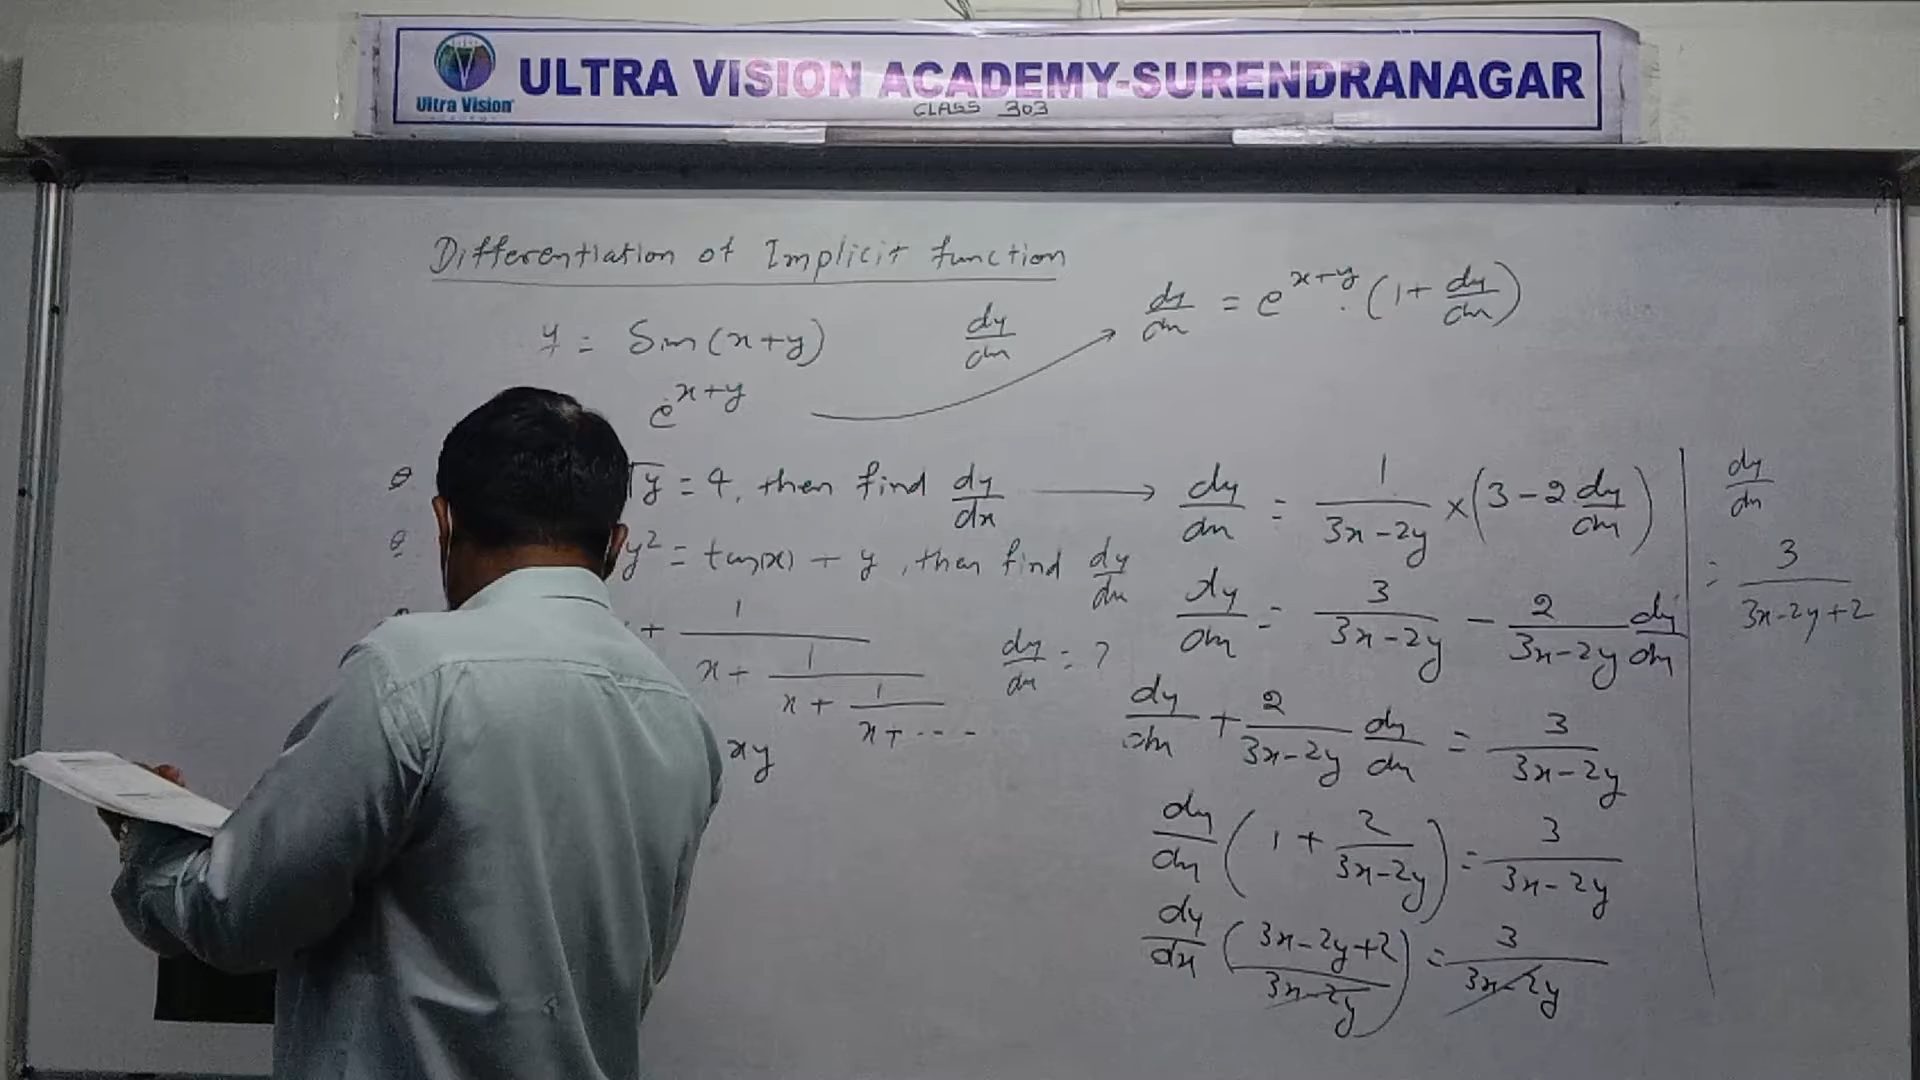 Ultra Vision
ACADEMY
ULTRA VISION ACADEMY-SURENDRANAGAR
CLASS 303
Differentiation of Implicit function
y = Sin(x+y) dy/dx
e^{x+y}
dy/dx = e^{x+y} . (1 + dy/dx)
√y = 4, then find dy/dx
y² = tan(x) + y, then find dy/dx
+ 1/(x + 1/(x + 1/(x + ---
dy/dx = ?
xy
dy/dx = 1/(3x-2y) × (3 - 2 dy/dx)
dy/dx = 3/(3x-2y) - 2/(3x-2y) dy/dx
dy/dx + 2/(3x-2y) dy/dx = 3/(3x-2y)
dy/dx (1 + 2/(3x-2y)) = 3/(3x-2y)
dy/dx ((3x-2y+2)/(3x-2y)) = 3/(3x-2y)
dy/dx
= 3/(3x-2y+2)